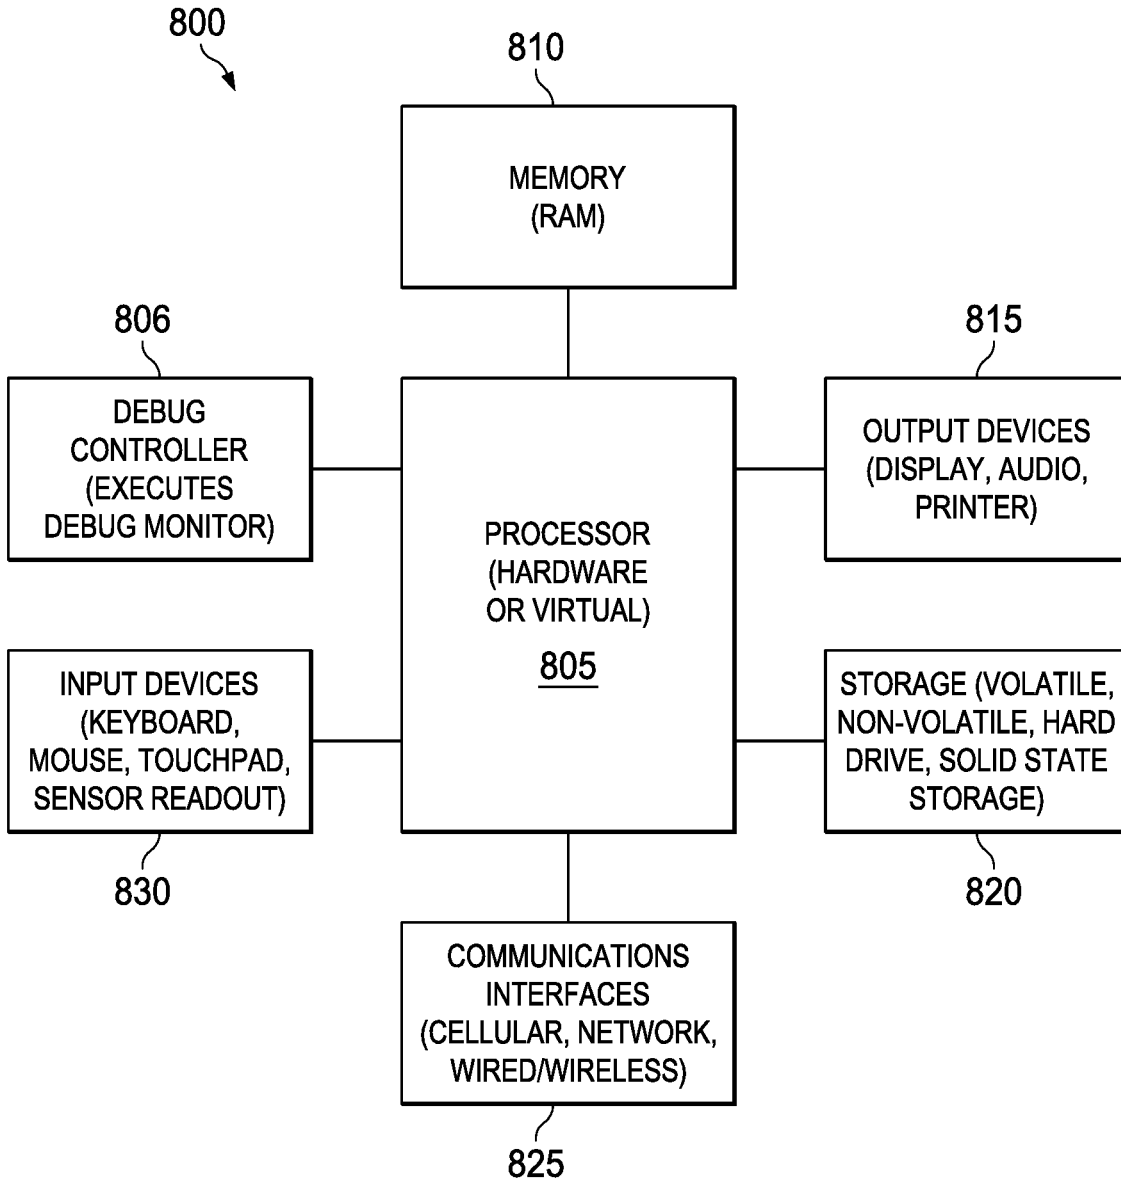 800
810
MEMORY
(RAM)
806
815
DEBUG
CONTROLLER
(EXECUTES
DEBUG MONITOR)
OUTPUT DEVICES
(DISPLAY, AUDIO,
PRINTER)
PROCESSOR
(HARDWARE
OR VIRTUAL)
805
INPUT DEVICES
(KEYBOARD,
MOUSE, TOUCHPAD,
SENSOR READOUT)
STORAGE (VOLATILE,
NON-VOLATILE, HARD
DRIVE, SOLID STATE
STORAGE)
830
820
COMMUNICATIONS
INTERFACES
(CELLULAR, NETWORK,
WIRED/WIRELESS)
825